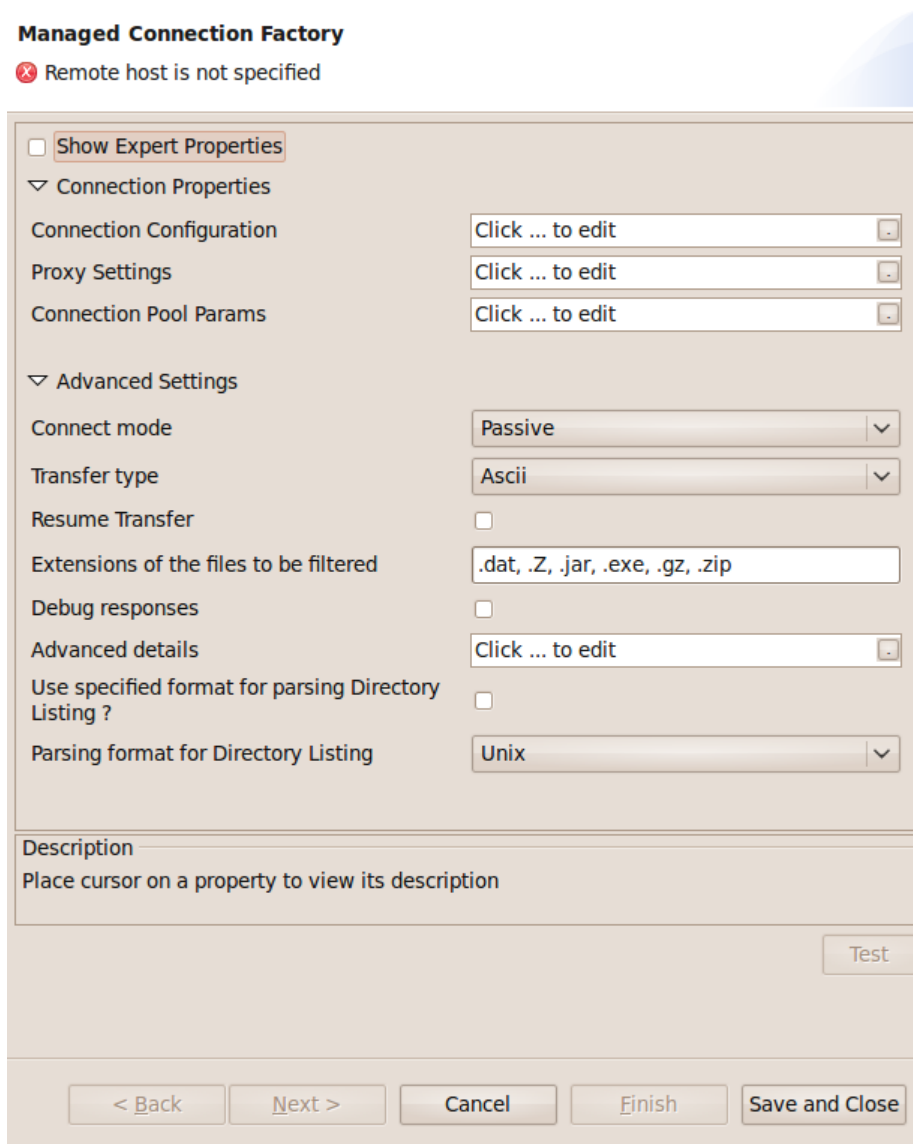 Managed Connection Factory
Remote host is not specified
Show Expert Properties
Connection Properties
Connection Configuration Click ... to edit .
Proxy Settings Click ... to edit .
Connection Pool Params Click ... to edit .
Advanced Settings
Connect mode Passive
Transfer type Ascii
Resume Transfer
Extensions of the files to be filtered .dat, .Z, .jar, .exe, .gz, .zip
Debug responses
Advanced details Click ... to edit .
Use specified format for parsing Directory
Listing ?
Parsing format for Directory Listing Unix
Description
Place cursor on a property to view its description
Test
< Back Next > Cancel Finish Save and Close